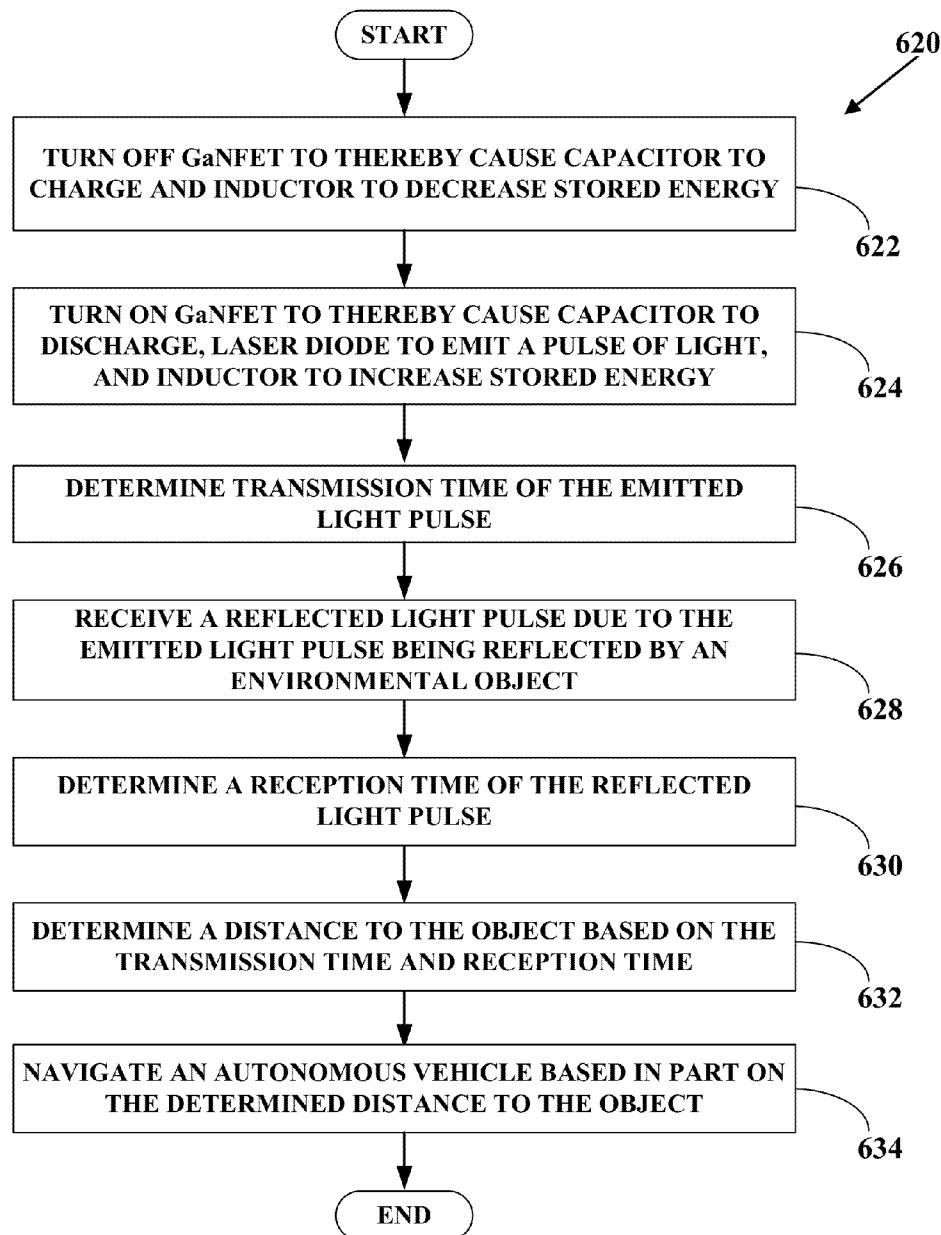 START
620
TURN OFF GaNFET TO THEREBY CAUSE CAPACITOR TO
CHARGE AND INDUCTOR TO DECREASE STORED ENERGY
622
TURN ON GaNFET TO THEREBY CAUSE CAPACITOR TO
DISCHARGE, LASER DIODE TO EMIT A PULSE OF LIGHT,
AND INDUCTOR TO INCREASE STORED ENERGY
624
DETERMINE TRANSMISSION TIME OF THE EMITTED
LIGHT PULSE
626
RECEIVE A REFLECTED LIGHT PULSE DUE TO THE
EMITTED LIGHT PULSE BEING REFLECTED BY AN
ENVIRONMENTAL OBJECT
628
DETERMINE A RECEPTION TIME OF THE REFLECTED
LIGHT PULSE
630
DETERMINE A DISTANCE TO THE OBJECT BASED ON THE
TRANSMISSION TIME AND RECEPTION TIME
632
NAVIGATE AN AUTONOMOUS VEHICLE BASED IN PART ON
THE DETERMINED DISTANCE TO THE OBJECT
634
END